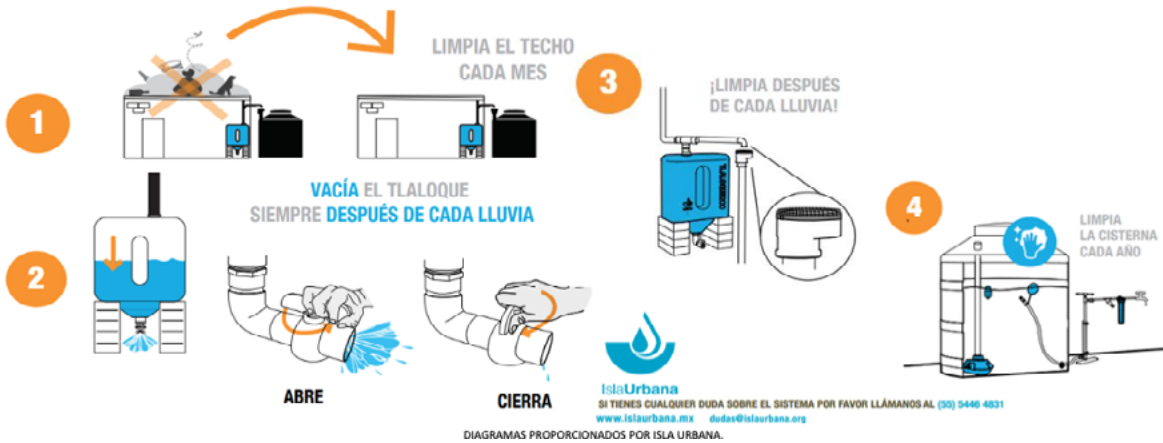 1
LIMPIA EL TECHO
CADA MES
2
VACÍA EL TLALOQUE
SIEMPRE DESPUÉS DE CADA LLUVIA
ABRE
CIERRA
3
¡LIMPIA DESPUÉS
DE CADA LLUVIA!
TLALOQUE
4
LIMPIA
LA CISTERNA
CADA AÑO
IslaUrbana
SI TIENES CUALQUIER DUDA SOBRE EL SISTEMA POR FAVOR LLÁMANOS AL (55) 5446 4831
www.islaurbana.mx dudas@islaurbana.org
DIAGRAMAS PROPORCIONADOS POR ISLA URBANA.